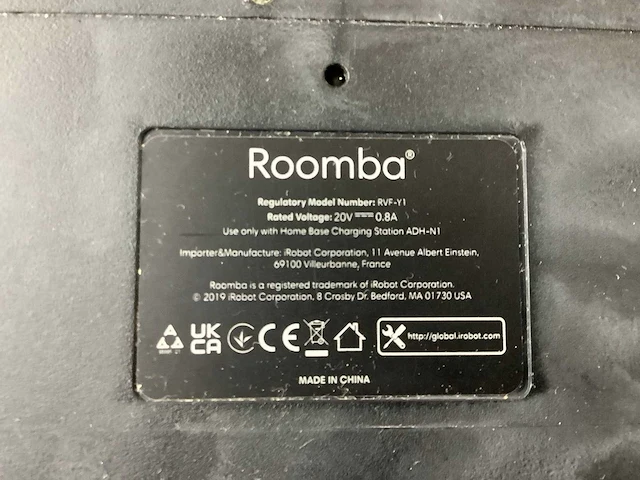 Roomba®
Regulatory Model Number: RVF-Y1
Rated Voltage: 20V ⎓ 0.8A
Use only with Home Base Charging Station ADH-N1
Importer&Manufacture: iRobot Corporation, 11 Avenue Albert Einstein,
69100 Villeurbanne, France
Roomba is a registered trademark of iRobot Corporation.
© 2019 iRobot Corporation, 8 Crosby Dr. Bedford, MA 01730 USA
UK
CA
CE
http://global.irobot.com
MADE IN CHINA